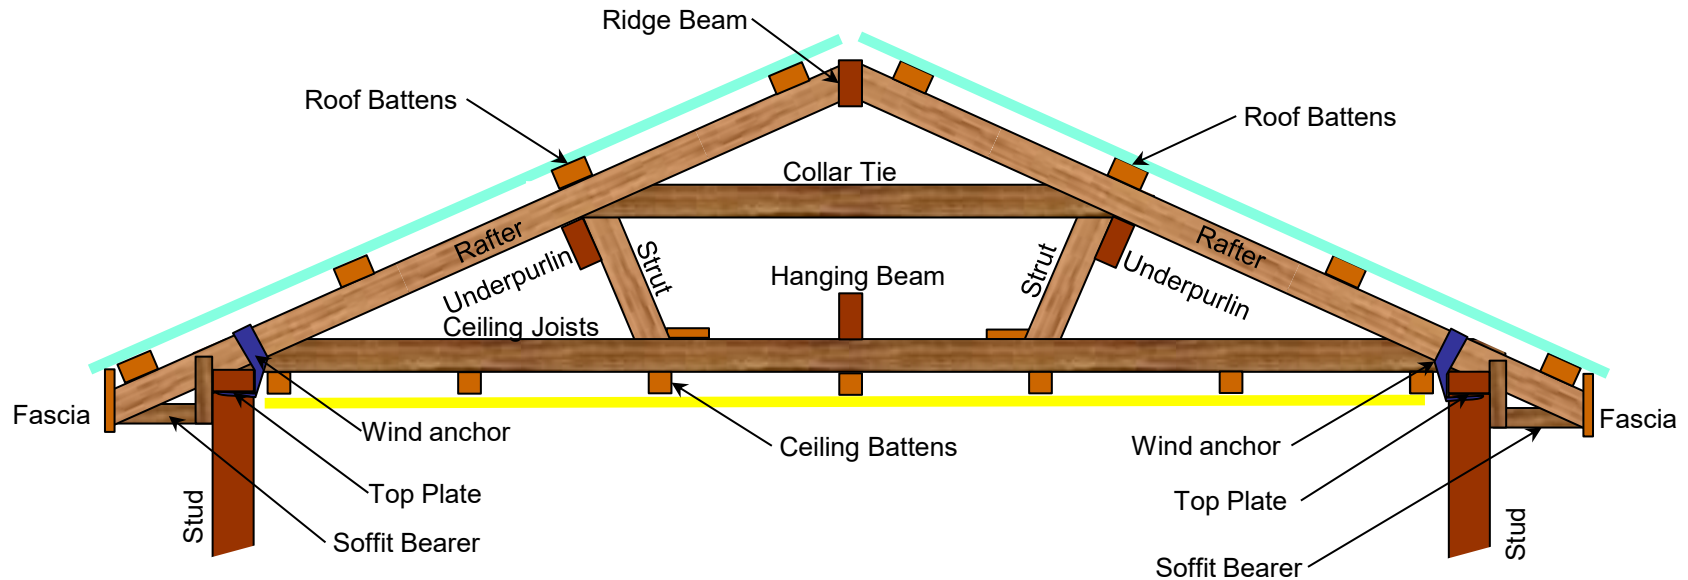 Ridge Beam
Roof Battens
Roof Battens
Collar Tie
Rafter
Rafter
Underpurlin
Strut
Hanging Beam
Strut
Underpurlin
Ceiling Joists
Fascia
Fascia
Wind anchor
Ceiling Battens
Wind anchor
Top Plate
Top Plate
Stud
Stud
Soffit Bearer
Soffit Bearer